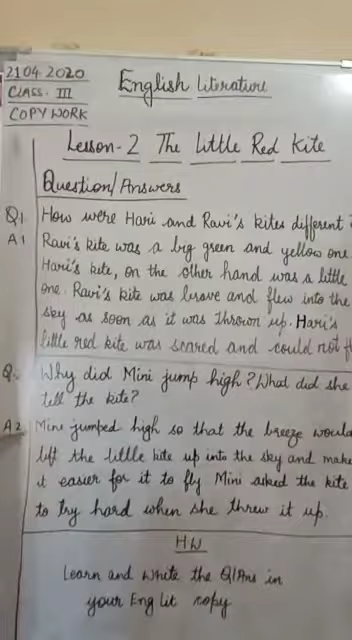 21.04.2020
CLASS. III
COPY WORK
English Literature
Lesson-2 The Little Red Kite
Question/Answers
Q1 How were Hari and Ravi's kites different
A1 Ravi's kite was a big green and yellow one
Hari's kite, on the other hand was a little
one. Ravi's kite was brave and flew into the
sky as soon as it was thrown up. Hari's
little red kite was scared and could not
Q. Why did Mini jump high? What did she
tell the kite?
A2 Mini jumped high so that the breeze would
lift the little kite up into the sky and make
it easier for it to fly Mini asked the kite
to try hard when she threw it up.
HW
Learn and write the Q/Ans in
your Eng Lit copy